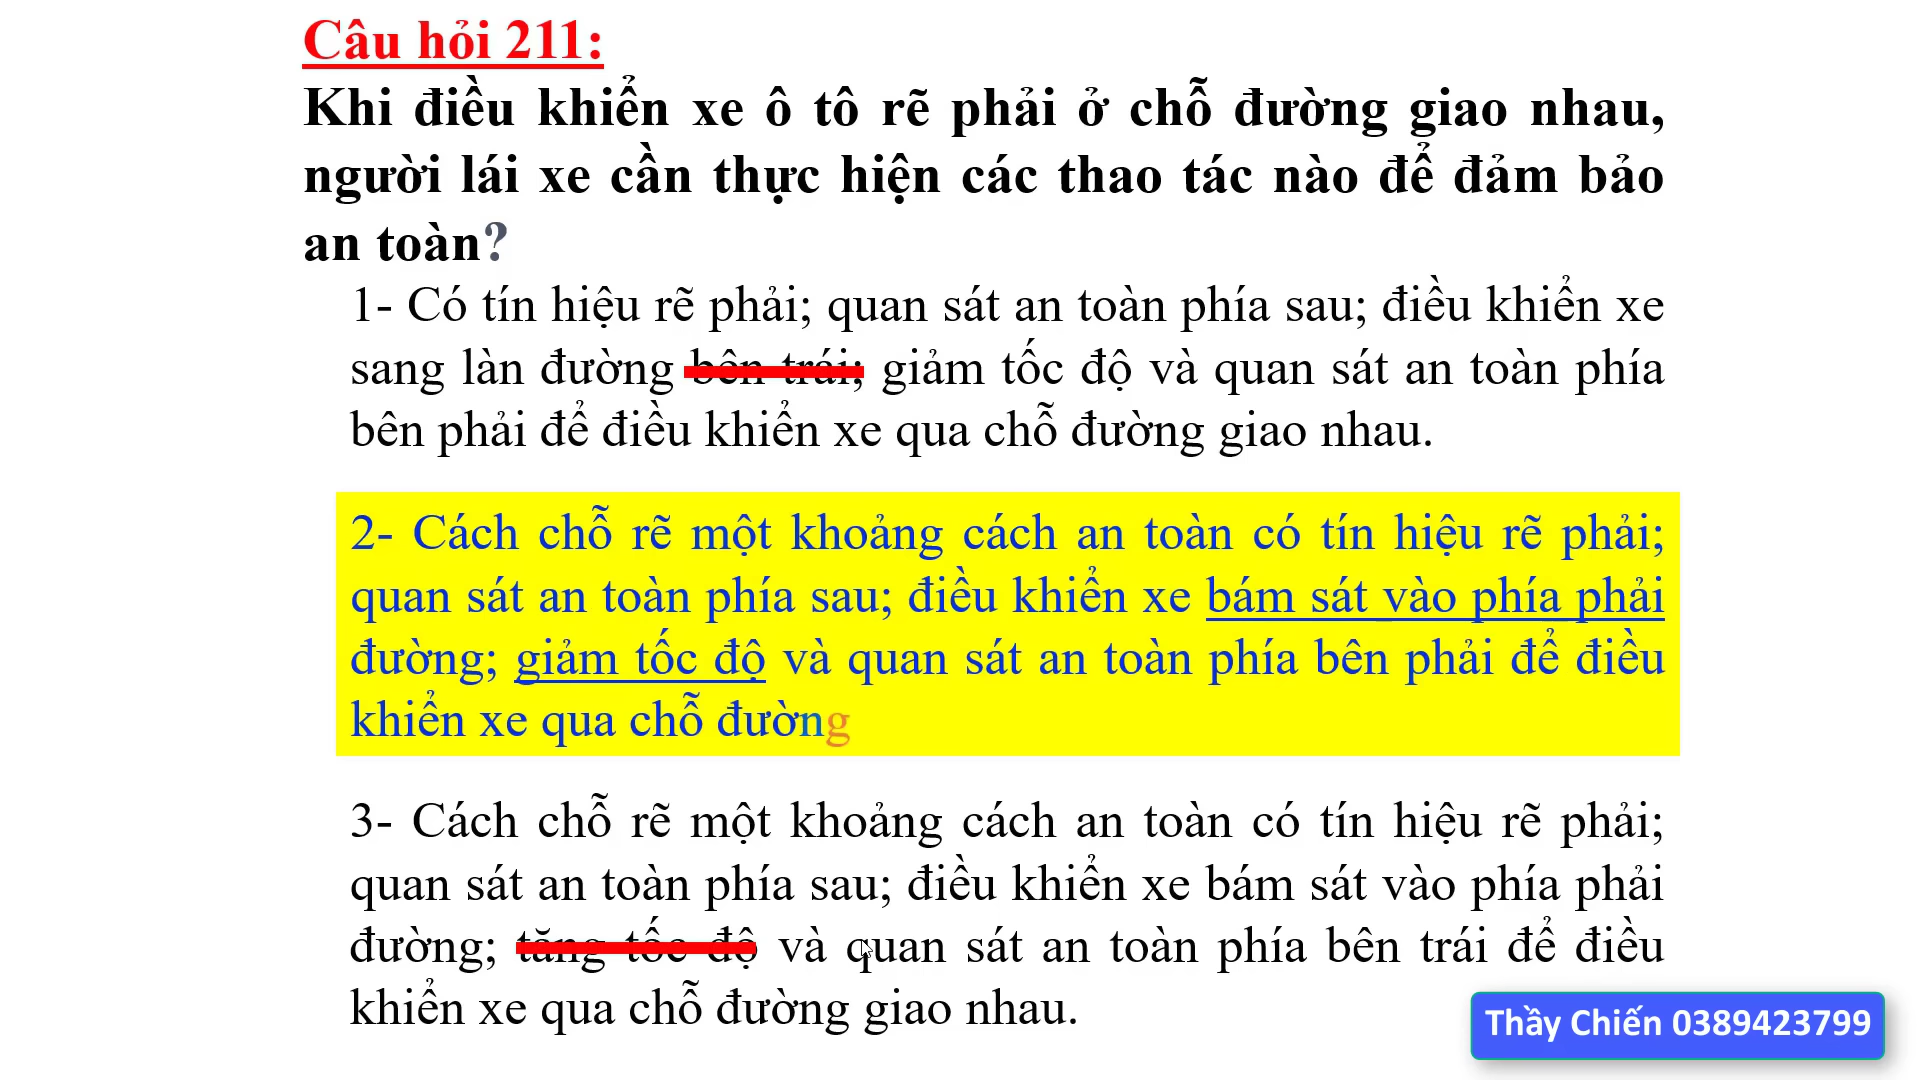 Câu hỏi 211:
Khi điều khiển xe ô tô rẽ phải ở chỗ đường giao nhau,
người lái xe cần thực hiện các thao tác nào để đảm bảo
an toàn?
1- Có tín hiệu rẽ phải; quan sát an toàn phía sau; điều khiển xe
sang làn đường bên trái; giảm tốc độ và quan sát an toàn phía
bên phải để điều khiển xe qua chỗ đường giao nhau.
2- Cách chỗ rẽ một khoảng cách an toàn có tín hiệu rẽ phải;
quan sát an toàn phía sau; điều khiển xe bám sát vào phía phải
đường; giảm tốc độ và quan sát an toàn phía bên phải để điều
khiển xe qua chỗ đường
3- Cách chỗ rẽ một khoảng cách an toàn có tín hiệu rẽ phải;
quan sát an toàn phía sau; điều khiển xe bám sát vào phía phải
đường; tăng tốc độ và quan sát an toàn phía bên trái để điều
khiển xe qua chỗ đường giao nhau.
Thầy Chiến 0389423799